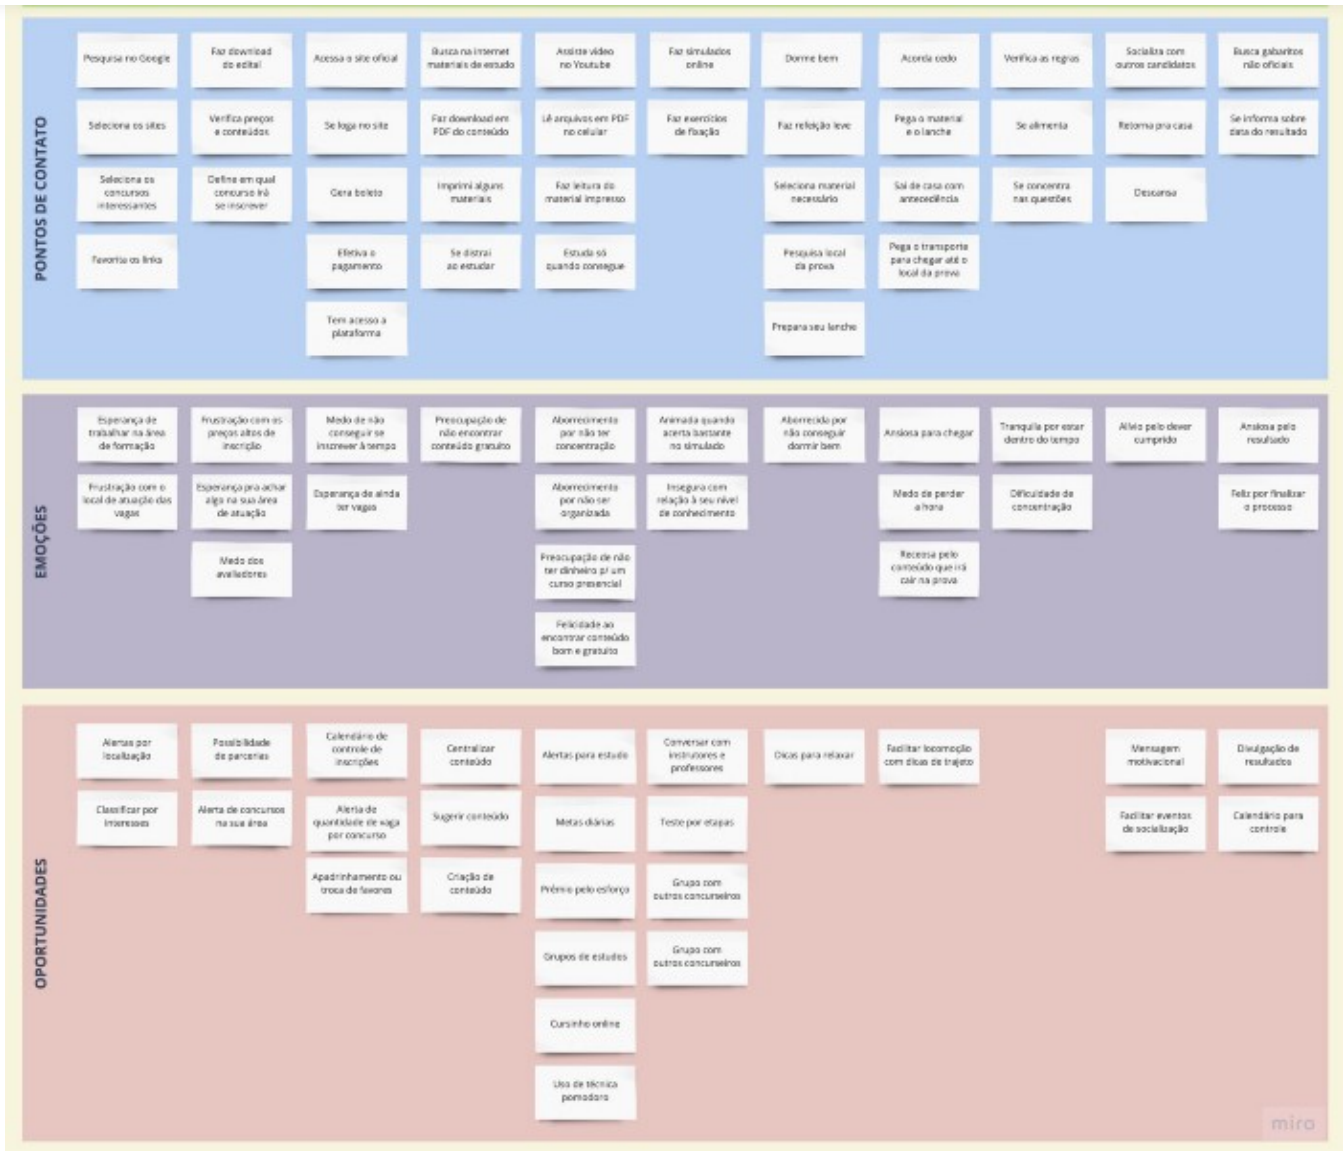 PONTOS DE CONTATO
Pesquisa no Google
Faz download
do edital
Acessa o site oficial
Busca na internet
materiais de estudo
Assiste vídeo
no Youtube
Faz simulados
online
Dorme bem
Acorda cedo
Verifica as regras
Socializa com
outros candidatos
Busca gabaritos
não oficiais
Seleciona os sites
Verifica preços
e conteúdos
Se loga no site
Faz download em
PDF do conteúdo
Lê arquivos em PDF
no celular
Faz exercícios
de fixação
Faz refeição leve
Pega o material
e o lanche
Se alimenta
Retorna pra casa
Se informa sobre
data do resultado
Seleciona os
concursos
interessantes
Define em qual
concurso irá
se inscrever
Gera boleto
Imprimi alguns
materiais
Faz leitura do
material impresso
Seleciona material
necessário
Sai de casa com
antecedência
Se concentra
nas questões
Descansa
Favorita os links
Efetiva o
pagamento
Se distrai
ao estudar
Estuda só
quando consegue
Pesquisa local
da prova
Pega o transporte
para chegar até o
local da prova
Tem acesso a
plataforma
Prepara seu lanche
EMOÇÕES
Esperança de
trabalhar na área
de formação
Frustração com os
preços altos de
inscrição
Medo de não
conseguir se
inscrever à tempo
Preocupação de
não encontrar
conteúdo gratuito
Aborrecimento
por não ter
concentração
Animada quando
acerta bastante
no simulado
Aborrecida por
não conseguir
dormir bem
Ansiosa para chegar
Tranquila por estar
dentro do tempo
Alívio pelo dever
cumprido
Ansiosa pelo
resultado
Frustração com o
local de atuação das
vagas
Esperança pra achar
algo na sua área
de atuação
Esperança de ainda
ter vagas
Aborrecimento
por não ser
organizada
Insegura com
relação à seu nível
de conhecimento
Medo de perder
a hora
Dificuldade de
concentração
Feliz por finalizar
o processo
Medo dos
avaliadores
Preocupação de não
ter dinheiro p/ um
curso presencial
Receosa pelo
conteúdo que irá
cair na prova
Felicidade ao
encontrar conteúdo
bom e gratuito
OPORTUNIDADES
Alertas por
localização
Possibilidade
de parcerias
Calendário de
controle de
inscrições
Centralizar
conteúdo
Alertas para estudo
Conversar com
instrutores e
professores
Dicas para relaxar
Facilitar locomoção
com dicas de trajeto
Mensagem
motivacional
Divulgação de
resultados
Classificar por
interesses
Alerta de concursos
na sua área
Alerta de
quantidade de vaga
por concurso
Sugerir conteúdo
Metas diárias
Teste por etapas
Facilitar eventos
de socialização
Calendário para
controle
Apadrinhamento ou
troca de favores
Criação de
conteúdo
Prêmio pelo esforço
Grupo com
outros concurseiros
Grupos de estudos
Grupo com
outros concurseiros
Cursinho online
Uso de técnica
pomodoro
miro